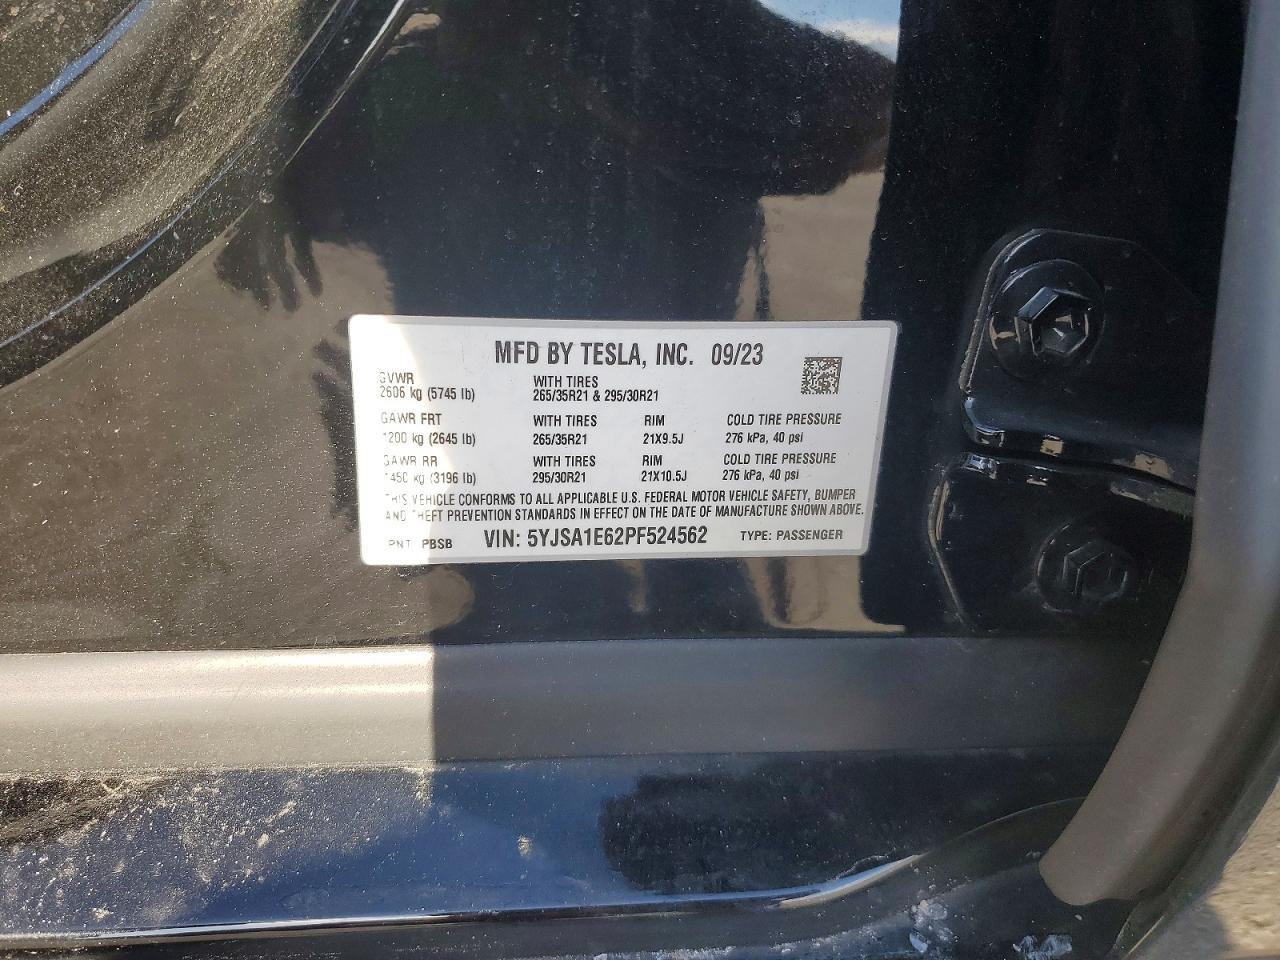 MFD BY TESLA, INC. 09/23
GVWR WITH TIRES
2606 kg (5745 lb) 265/35R21 & 295/30R21
GAWR FRT WITH TIRES RIM COLD TIRE PRESSURE
1200 kg (2645 lb) 265/35R21 21X9.5J 276 kPa, 40 psi
GAWR RR WITH TIRES RIM COLD TIRE PRESSURE
1450 kg (3196 lb) 295/30R21 21X10.5J 276 kPa, 40 psi
THIS VEHICLE CONFORMS TO ALL APPLICABLE U.S. FEDERAL MOTOR VEHICLE SAFETY, BUMPER
AND THEFT PREVENTION STANDARDS IN EFFECT ON THE DATE OF MANUFACTURE SHOWN ABOVE.
PNT PBSB VIN: 5YJSA1E62PF524562 TYPE: PASSENGER